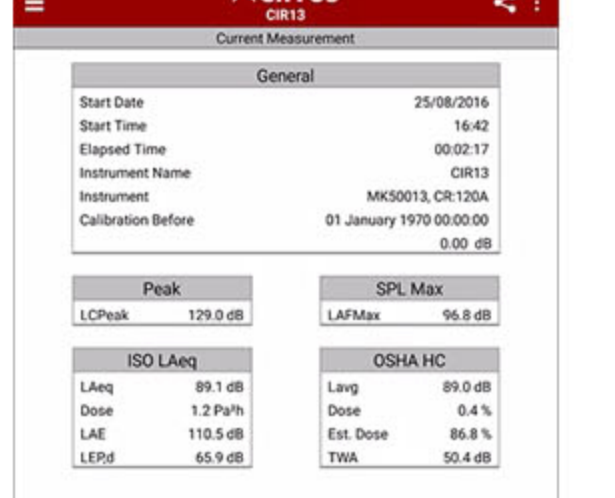 CIR13
Current Measurement
General
Start Date 25/08/2016
Start Time 16:42
Elapsed Time 00:02:17
Instrument Name CIR13
Instrument MK50013, CR:120A
Calibration Before 01 January 1970 00:00:00
0.00 dB
Peak
LCPeak 129.0 dB
SPL Max
LAFMax 96.8 dB
ISO LAeq
LAeq 89.1 dB
Dose 1.2 Pa²h
LAE 110.5 dB
LEP,d 65.9 dB
OSHA HC
Lavg 89.0 dB
Dose 0.4 %
Est. Dose 86.8 %
TWA 50.4 dB